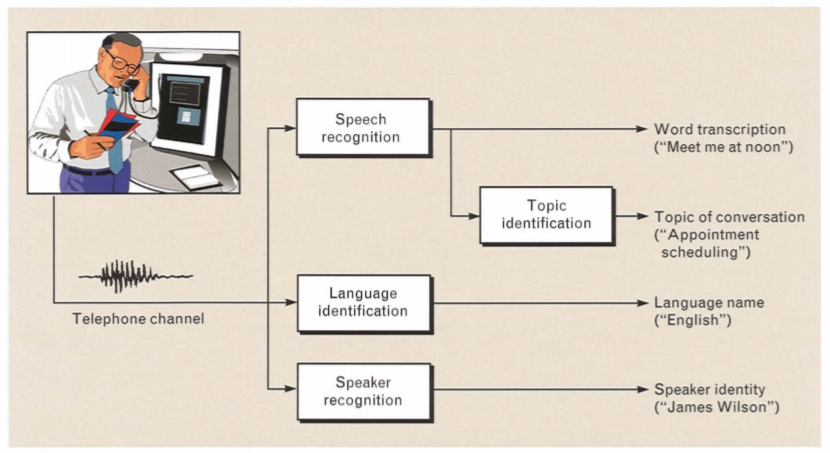 Speech
recognition
Word transcription
(“Meet me at noon”)
Topic
identification
Topic of conversation
(“Appointment
scheduling”)
Telephone channel
Language
identification
Language name
(“English”)
Speaker
recognition
Speaker identity
(“James Wilson”)